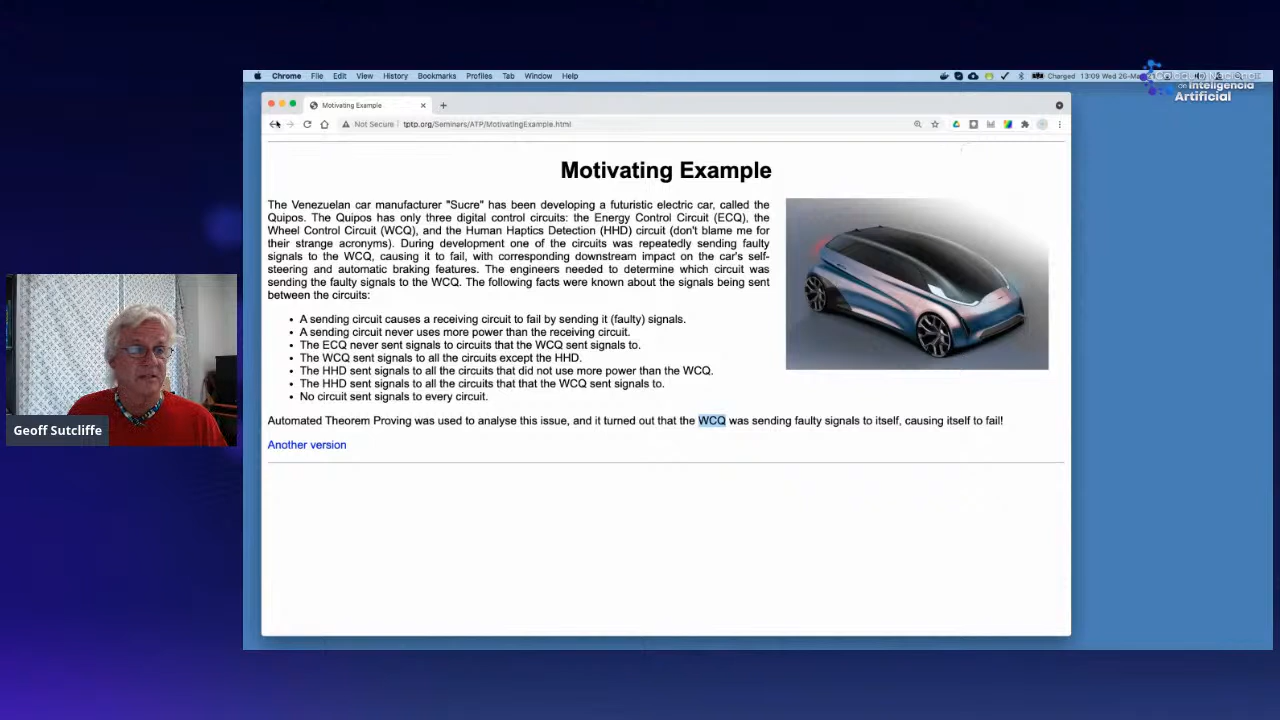 Chrome File Edit View History Bookmarks Profiles Tab Window Help
Charged 13:09 Wed 26-Ma
en Inteligencia
Artificial
Motivating Example
Not Secure tptp.org/Seminars/ATP/MotivatingExample.html
Motivating Example
The Venezuelan car manufacturer "Sucre" has been developing a futuristic electric car, called the
Quipos. The Quipos has only three digital control circuits: the Energy Control Circuit (ECQ), the
Wheel Control Circuit (WCQ), and the Human Haptics Detection (HHD) circuit (don't blame me for
their strange acronyms). During development one of the circuits was repeatedly sending faulty
signals to the WCQ, causing it to fail, with corresponding downstream impact on the car's self-
steering and automatic braking features. The engineers needed to determine which circuit was
sending the faulty signals to the WCQ. The following facts were known about the signals being sent
between the circuits:
• A sending circuit causes a receiving circuit to fail by sending it (faulty) signals.
• A sending circuit never uses more power than the receiving circuit.
• The ECQ never sent signals to circuits that the WCQ sent signals to.
• The WCQ sent signals to all the circuits except the HHD.
• The HHD sent signals to all the circuits that did not use more power than the WCQ.
• The HHD sent signals to all the circuits that that the WCQ sent signals to.
• No circuit sent signals to every circuit.
Automated Theorem Proving was used to analyse this issue, and it turned out that the WCQ was sending faulty signals to itself, causing itself to fail!
Another version
Geoff Sutcliffe